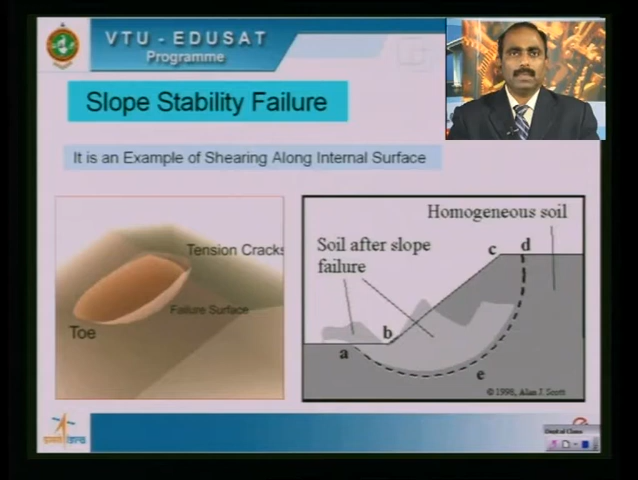 VTU - EDUSAT
Programme
Slope Stability Failure
It is an Example of Shearing Along Internal Surface
Tension Cracks
Failure Surface
Toe
Homogeneous soil
Soil after slope
failure
c
d
b
a
e
© 1998, Alan J. Scott